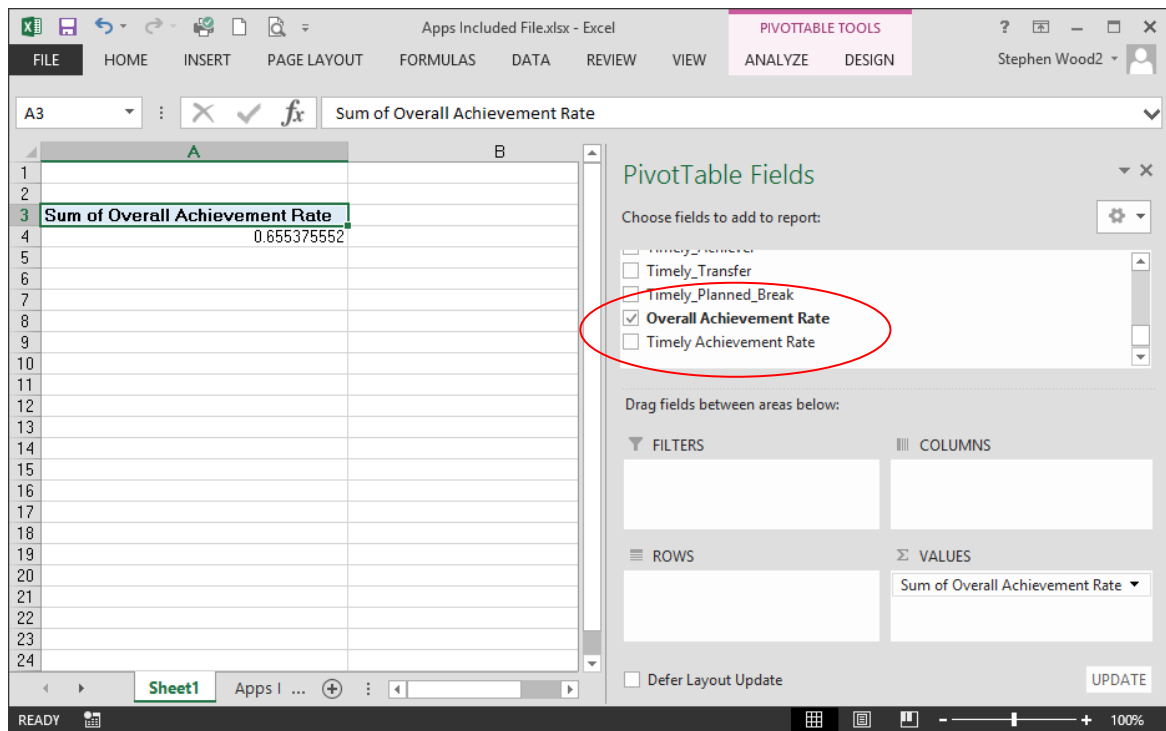 Apps Included File.xlsx - Excel
PIVOTTABLE TOOLS
?
FILE HOME INSERT PAGE LAYOUT FORMULAS DATA REVIEW VIEW ANALYZE DESIGN Stephen Wood2
A3 fx Sum of Overall Achievement Rate
A B
1
2
3 Sum of Overall Achievement Rate
4 0.655375552
5
6
7
8
9
10
11
12
13
14
15
16
17
18
19
20
21
22
23
24
PivotTable Fields
Choose fields to add to report:
Timely_Achiever
Timely_Transfer
Timely_Planned_Break
Overall Achievement Rate
Timely Achievement Rate
Drag fields between areas below:
FILTERS
COLUMNS
ROWS
Σ VALUES
Sum of Overall Achievement Rate
Defer Layout Update
UPDATE
Sheet1 Apps I ...
READY
- + 100%